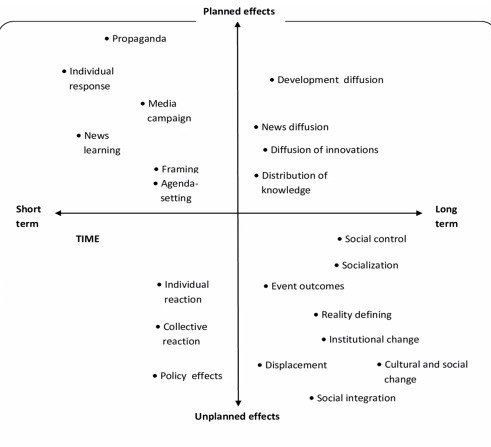 Planned effects
• Propaganda
• Individual
response
• Development diffusion
• Media
campaign
• News diffusion
• News
learning
• Diffusion of innovations
• Framing
• Distribution of
knowledge
• Agenda-
setting
Short
term
Long
term
TIME
• Social control
• Socialization
• Individual
reaction
• Event outcomes
• Reality defining
• Collective
reaction
• Institutional change
• Displacement
• Cultural and social
change
• Policy effects
• Social integration
Unplanned effects